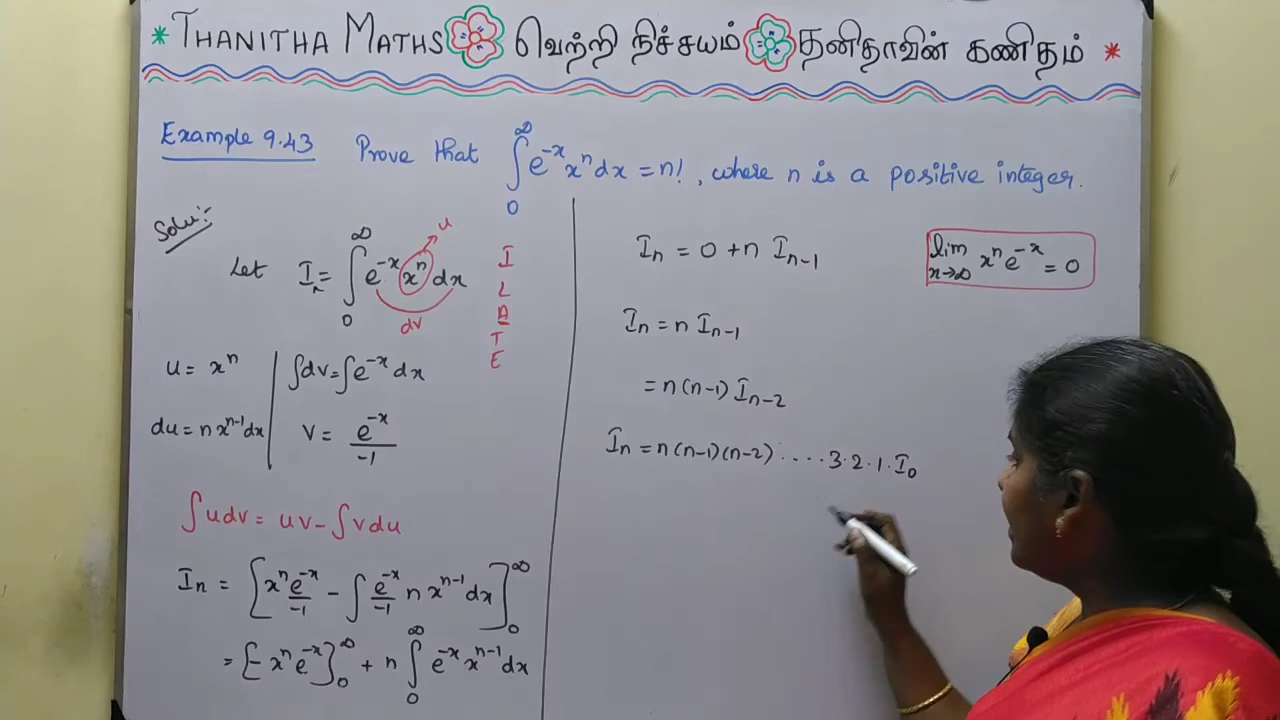 * THANITHA MATHS வெற்றி நிச்சயம் தனிதாவின் கணிதம் *
Example 9.43 Prove that ∫₀^∞ e^{-x} x^n dx = n!, where n is a positive integer.
Solu:-
Let I_n = ∫₀^∞ e^{-x} x^n dx
u
dv
I
L
A
T
E
u = x^n | ∫dv = ∫e^{-x} dx
du = n x^{n-1} dx | v = e^{-x}/-1
∫udv = uv - ∫vdu
I_n = [x^n e^{-x}/-1 - ∫ e^{-x}/-1 n x^{n-1} dx]₀^∞
= [-x^n e^{-x}]₀^∞ + n ∫₀^∞ e^{-x} x^{n-1} dx
I_n = 0 + n I_{n-1}
lim_{x→∞} x^n e^{-x} = 0
I_n = n I_{n-1}
= n(n-1) I_{n-2}
I_n = n(n-1)(n-2) ..... 3.2.1. I_0